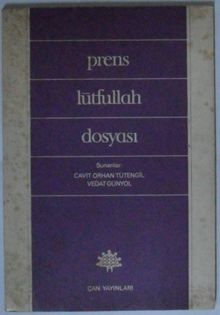 prens
lûtfullah
dosyası
Sunanlar:
CAVİT ORHAN TÜTENGİL
VEDAT GÜNYOL
ÇAN YAYINLARI